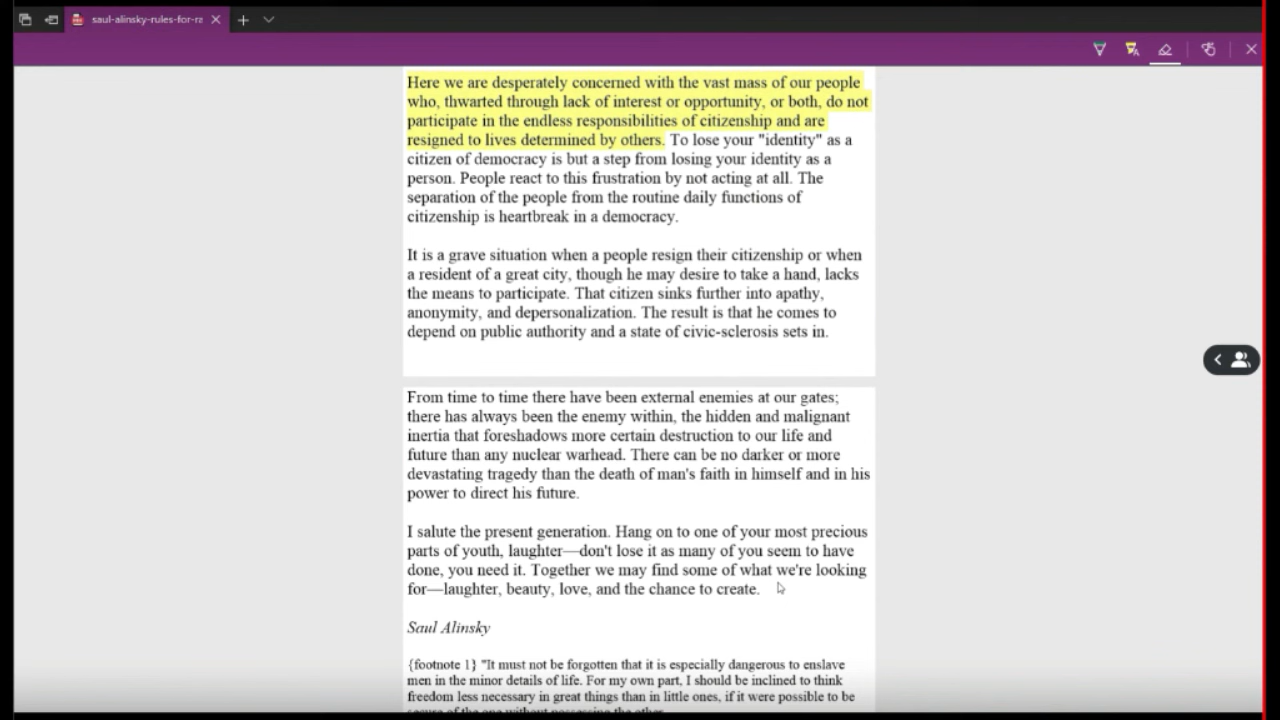 saul-alinsky-rules-for-ra
Here we are desperately concerned with the vast mass of our people
who, thwarted through lack of interest or opportunity, or both, do not
participate in the endless responsibilities of citizenship and are
resigned to lives determined by others. To lose your "identity" as a
citizen of democracy is but a step from losing your identity as a
person. People react to this frustration by not acting at all. The
separation of the people from the routine daily functions of
citizenship is heartbreak in a democracy.
It is a grave situation when a people resign their citizenship or when
a resident of a great city, though he may desire to take a hand, lacks
the means to participate. That citizen sinks further into apathy,
anonymity, and depersonalization. The result is that he comes to
depend on public authority and a state of civic-sclerosis sets in.
From time to time there have been external enemies at our gates;
there has always been the enemy within, the hidden and malignant
inertia that foreshadows more certain destruction to our life and
future than any nuclear warhead. There can be no darker or more
devastating tragedy than the death of man's faith in himself and in his
power to direct his future.
I salute the present generation. Hang on to one of your most precious
parts of youth, laughter—don't lose it as many of you seem to have
done, you need it. Together we may find some of what we're looking
for—laughter, beauty, love, and the chance to create.
Saul Alinsky
{footnote 1} "It must not be forgotten that it is especially dangerous to enslave
men in the minor details of life. For my own part, I should be inclined to think
freedom less necessary in great things than in little ones, if it were possible to be
secure of the one without possessing the other.